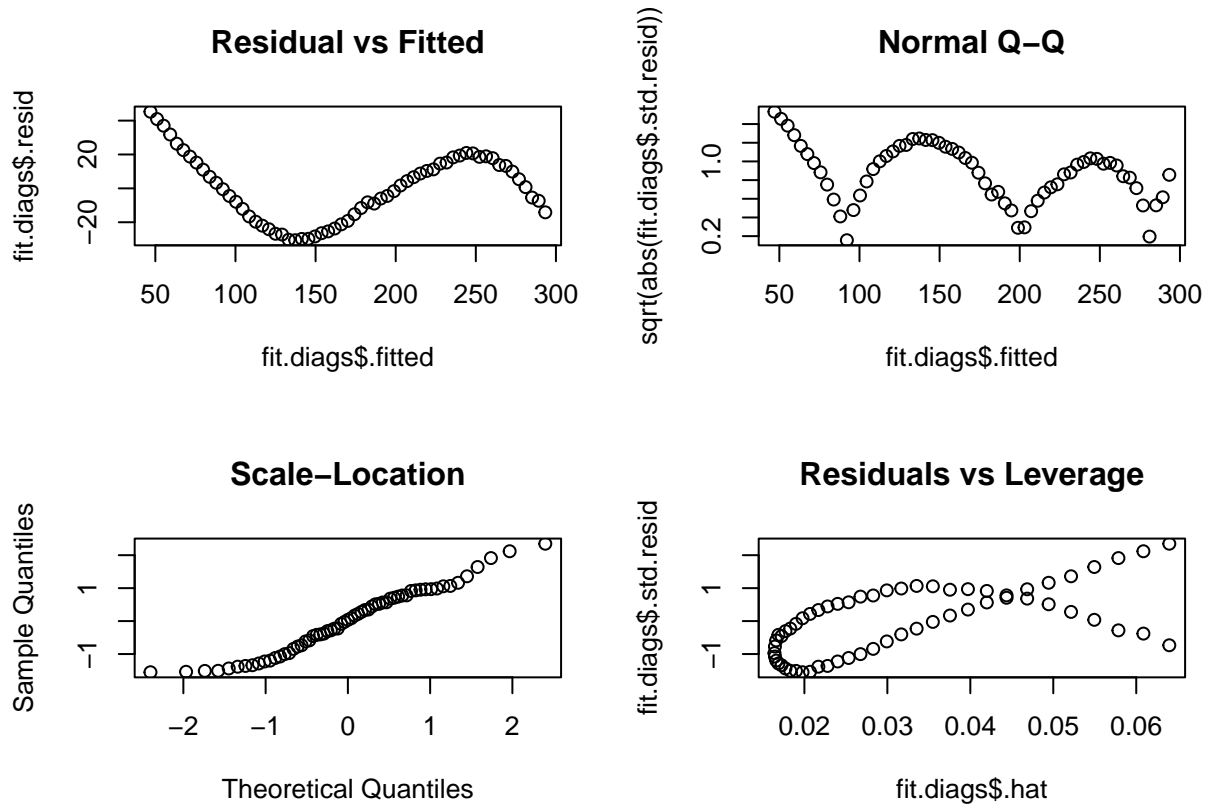 Residual vs Fitted
fit.diags$.resid
20
−20
50 100 150 200 250 300
fit.diags$.fitted
Normal Q−Q
sqrt(abs(fit.diags$.std.resid))
1.0
0.2
50 100 150 200 250 300
fit.diags$.fitted
Scale−Location
Sample Quantiles
1
−1
−2 −1 0 1 2
Theoretical Quantiles
Residuals vs Leverage
fit.diags$.std.resid
1
−1
0.02 0.03 0.04 0.05 0.06
fit.diags$.hat